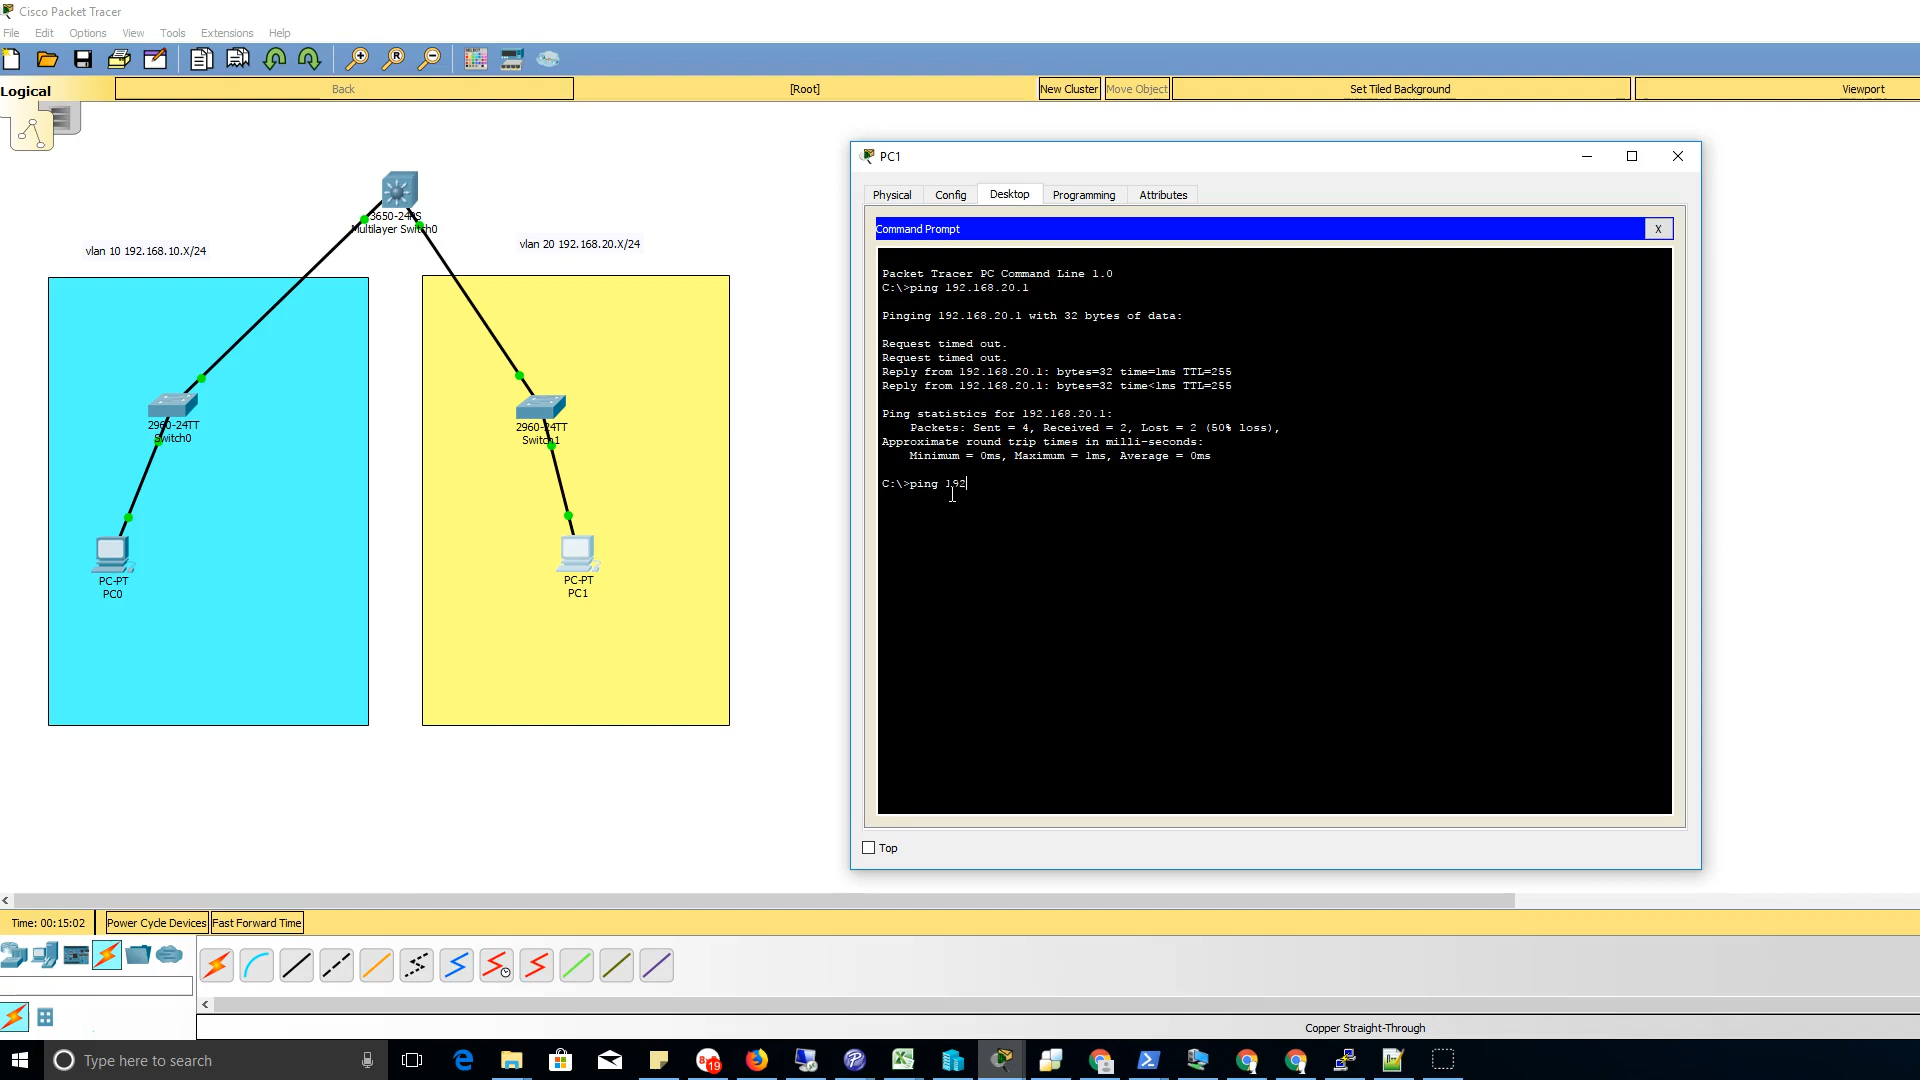 Cisco Packet Tracer
File Edit Options View Tools Extensions Help
Logical Back [Root] New Cluster Move Object Set Tiled Background Viewport
3650-24PS
Multilayer Switch0
vlan 10 192.168.10.X/24
vlan 20 192.168.20.X/24
2960-24TT
Switch0
2960-24TT
Switch1
PC-PT
PC0
PC-PT
PC1
PC1
Physical Config Desktop Programming Attributes
Command Prompt X
Packet Tracer PC Command Line 1.0
C:\>ping 192.168.20.1
Pinging 192.168.20.1 with 32 bytes of data:
Request timed out.
Request timed out.
Reply from 192.168.20.1: bytes=32 time=1ms TTL=255
Reply from 192.168.20.1: bytes=32 time<1ms TTL=255
Ping statistics for 192.168.20.1:
Packets: Sent = 4, Received = 2, Lost = 2 (50% loss),
Approximate round trip times in milli-seconds:
Minimum = 0ms, Maximum = 1ms, Average = 0ms
C:\>ping 192
Top
Time: 00:15:02 Power Cycle Devices Fast Forward Time
Copper Straight-Through
Type here to search
19